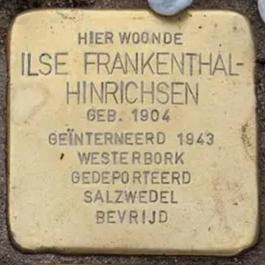 HIER WOONDE
ILSE FRANKENTHAL-
HINRICHSEN
GEB. 1904
GEÏNTERNEERD 1943
WESTERBORK
GEDEPORTEERD
SALZWEDEL
BEVRIJD